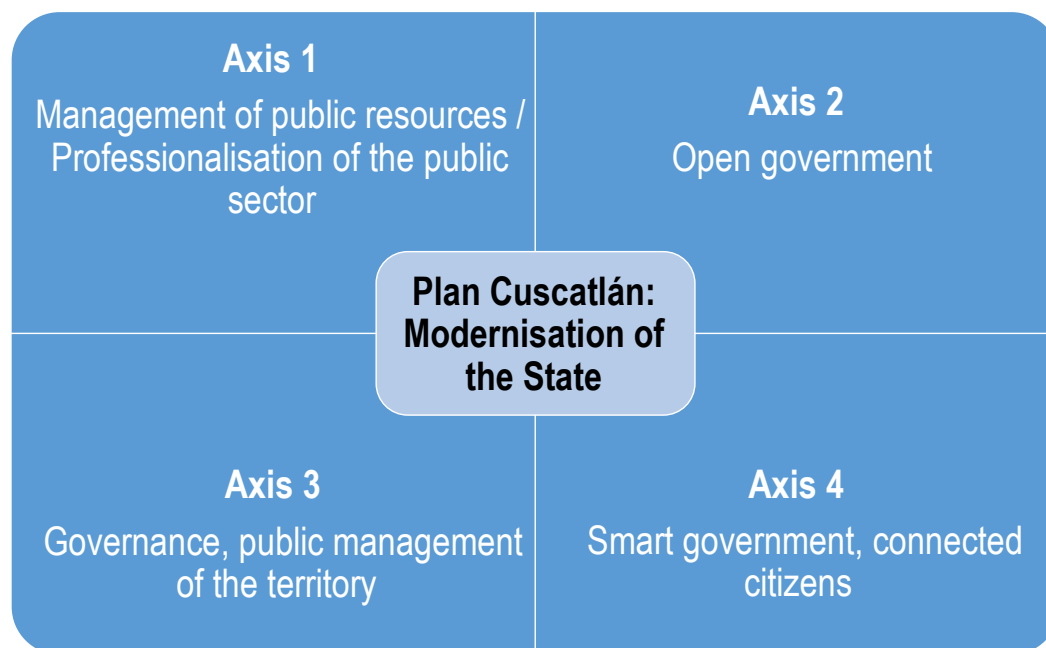 Axis 1
Management of public resources /
Professionalisation of the public
sector
Axis 2
Open government
Plan Cuscatlán:
Modernisation of
the State
Axis 3
Governance, public management
of the territory
Axis 4
Smart government, connected
citizens